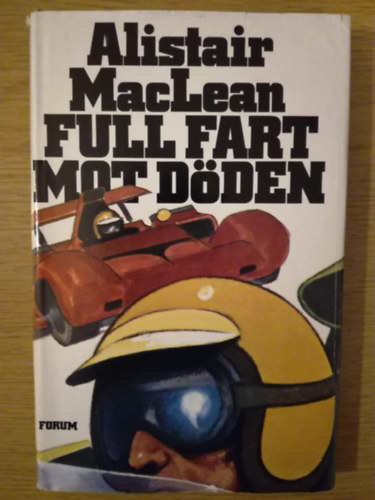 Alistair
MacLean
FULL FART
MOT DÖDEN
FORUM